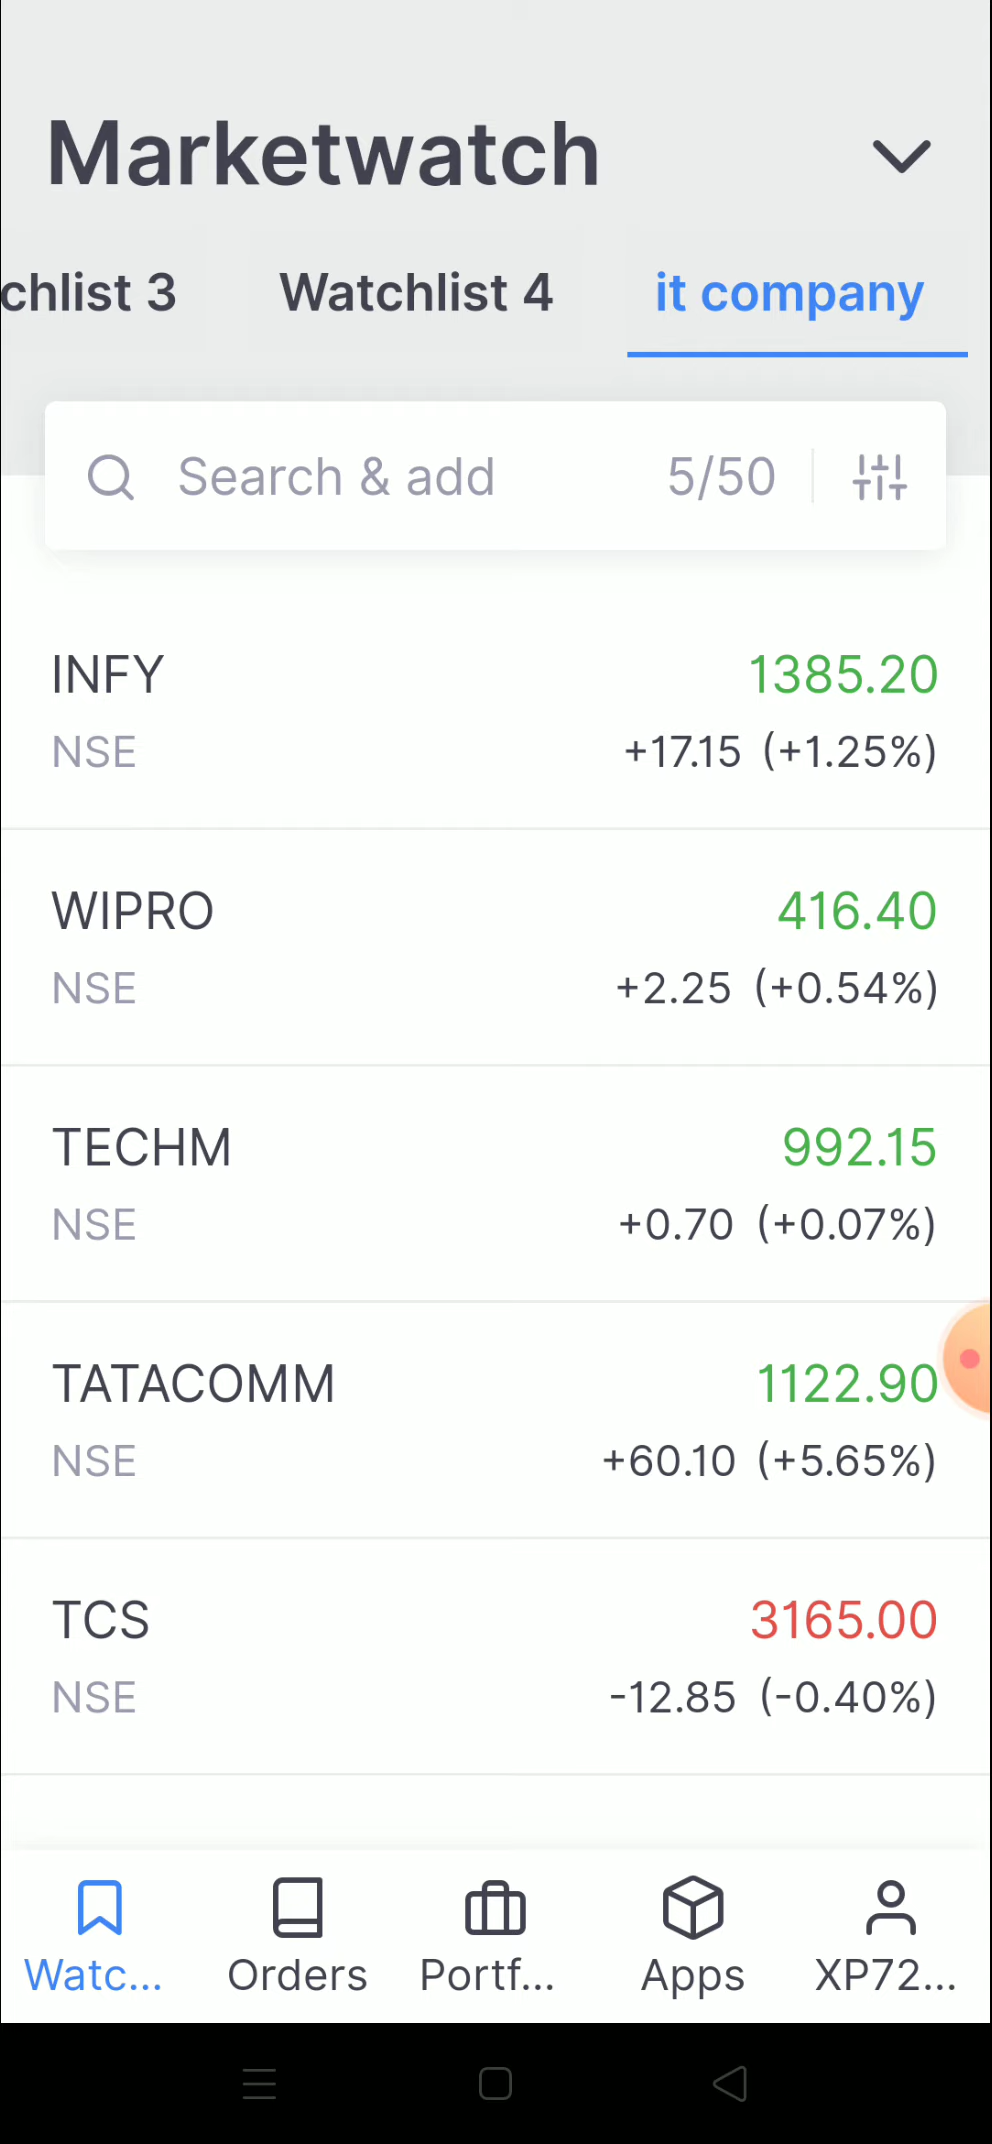 Marketwatch
chlist 3 Watchlist 4 it company
Search & add 5/50
INFY 1385.20
NSE +17.15 (+1.25%)
WIPRO 416.40
NSE +2.25 (+0.54%)
TECHM 992.15
NSE +0.70 (+0.07%)
TATACOMM 1122.90
NSE +60.10 (+5.65%)
TCS 3165.00
NSE -12.85 (-0.40%)
Watc... Orders Portf... Apps XP72...